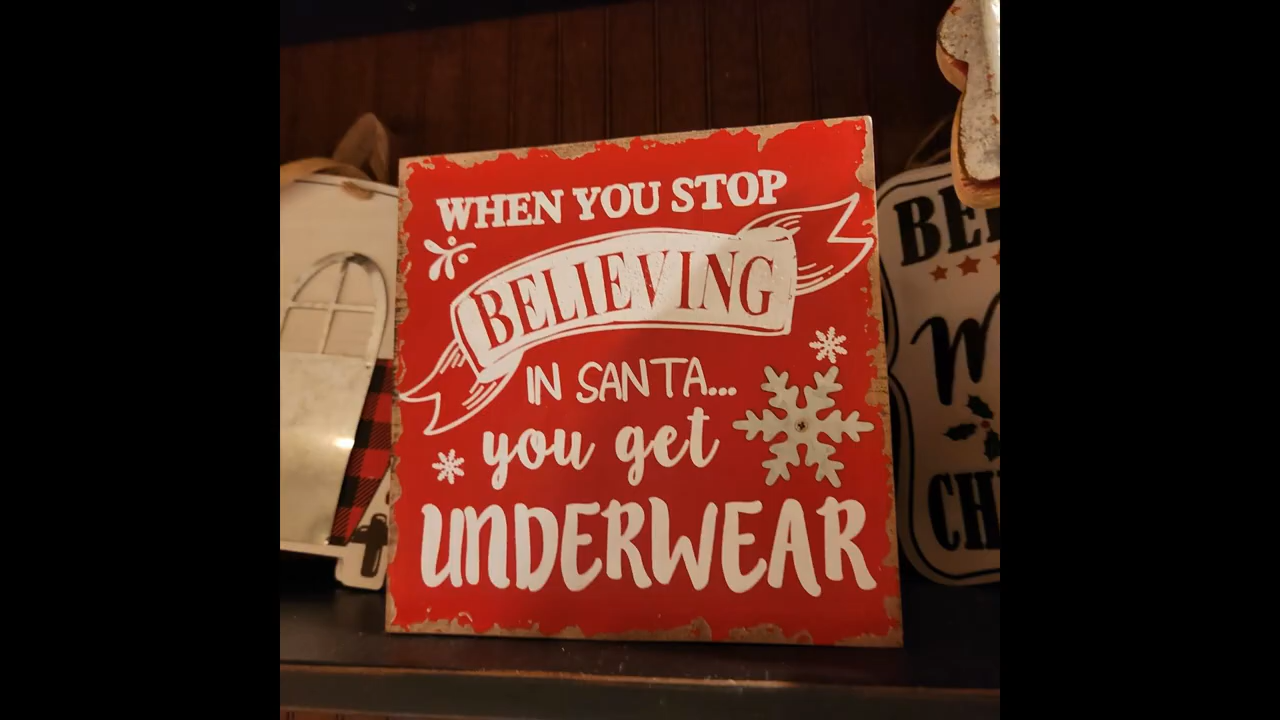 WHEN YOU STOP
BELIEVING
IN SANTA...
you get
UNDERWEAR